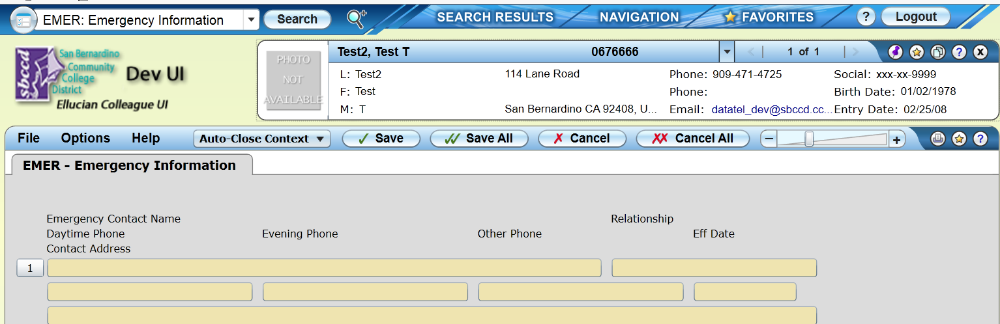 EMER: Emergency Information Search SEARCH RESULTS NAVIGATION FAVORITES ? Logout
sbccd
San Bernardino
Community
College
District
Dev UI
Ellucian Colleague UI
PHOTO
NOT
AVAILABLE
Test2, Test T 0676666 < 1 of 1 > ? X
L: Test2 114 Lane Road Phone: 909-471-4725 Social: xxx-xx-9999
F: Test Phone: Birth Date: 01/02/1978
M: T San Bernardino CA 92408, U... Email: datatel_dev@sbccd.cc... Entry Date: 02/25/08
File Options Help Auto-Close Context Save Save All Cancel Cancel All − + ?
EMER - Emergency Information
Emergency Contact Name Relationship
Daytime Phone Evening Phone Other Phone Eff Date
Contact Address
1